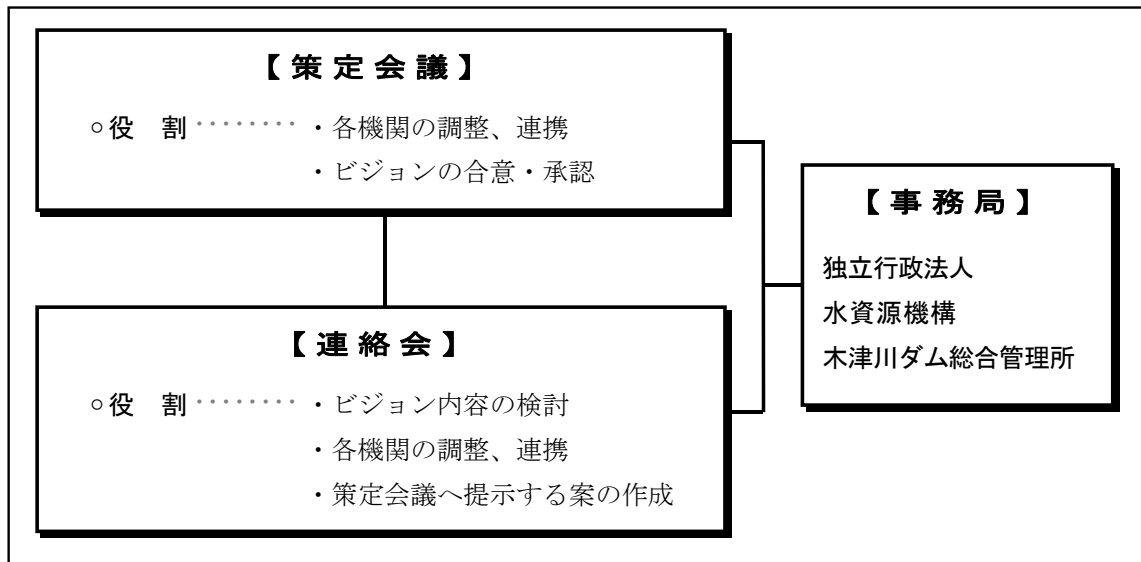 【策定会議】
○役 割‥‥‥‥ ・各機関の調整、連携
・ビジョンの合意・承認
【連絡会】
○役 割‥‥‥‥ ・ビジョン内容の検討
・各機関の調整、連携
・策定会議へ提示する案の作成
【事務局】
独立行政法人
水資源機構
木津川ダム総合管理所